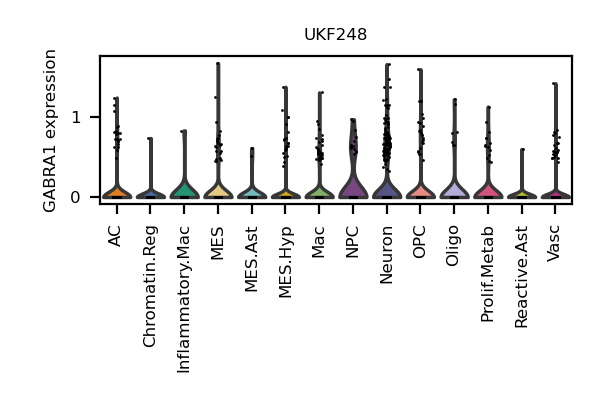 UKF248
GABRA1 expression
1
0
AC
Chromatin.Reg
Inflammatory.Mac
MES
MES.Ast
MES.Hyp
Mac
NPC
Neuron
OPC
Oligo
Prolif.Metab
Reactive.Ast
Vasc